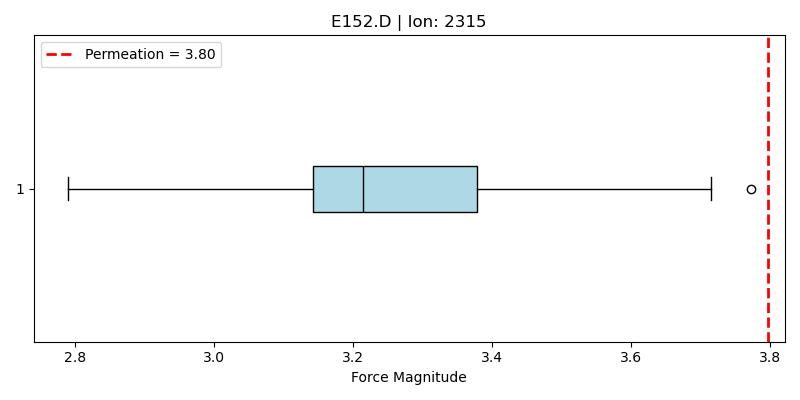 E152.D | Ion: 2315
Permeation = 3.80
1
2.8 3.0 3.2 3.4 3.6 3.8
Force Magnitude